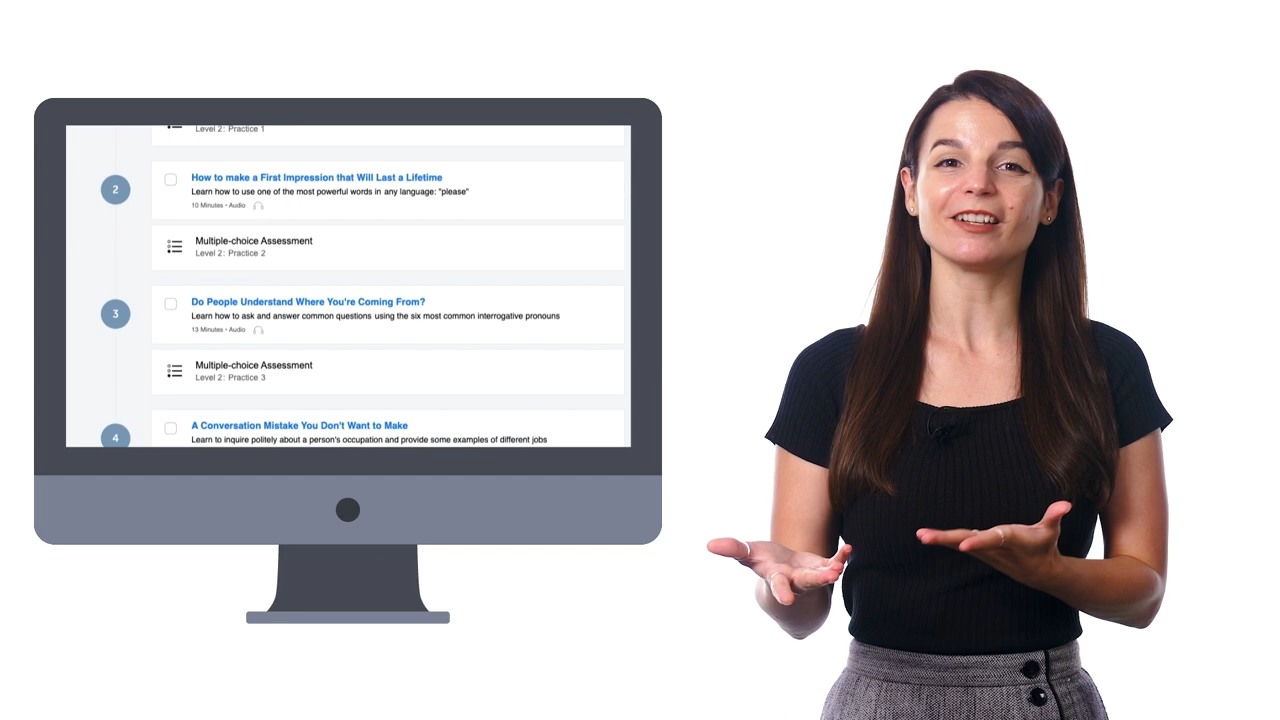 Level 2: Practice 1
2
How to make a First Impression that Will Last a Lifetime
Learn how to use one of the most powerful words in any language: "please"
10 Minutes • Audio
Multiple-choice Assessment
Level 2: Practice 2
3
Do People Understand Where You're Coming From?
Learn how to ask and answer common questions using the six most common interrogative pronouns
13 Minutes • Audio
Multiple-choice Assessment
Level 2: Practice 3
4
A Conversation Mistake You Don't Want to Make
Learn to inquire politely about a person's occupation and provide some examples of different jobs